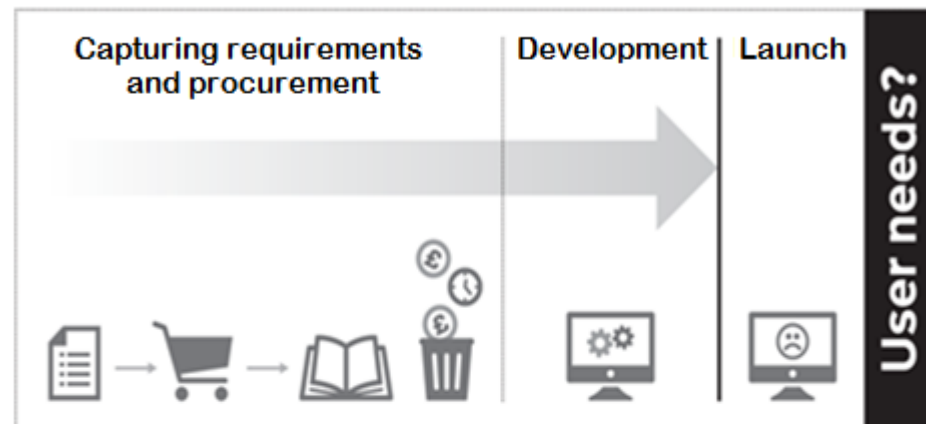 Capturing requirements
and procurement
Development
Launch
£
£
User needs?